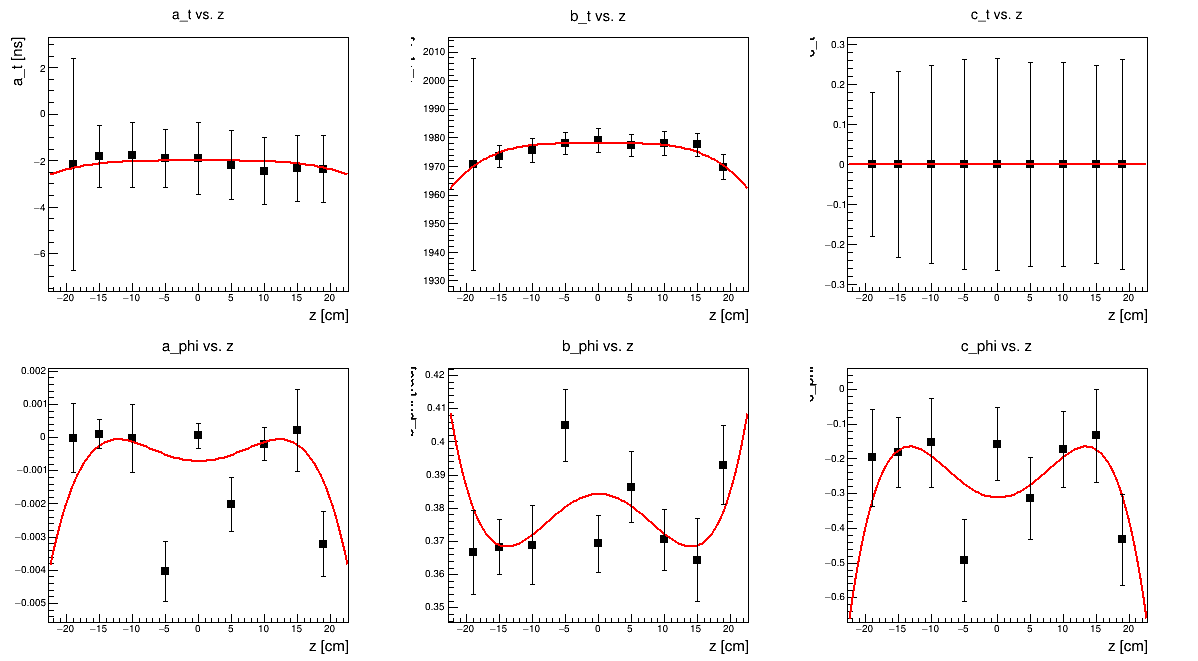 a_t vs. z
a_t [ns]
2
0
−2
−4
−6
−20 −15 −10 −5 0 5 10 15 20
z [cm]
b_t vs. z
2010
2000
1990
1980
1970
1960
1950
1940
1930
−20 −15 −10 −5 0 5 10 15 20
z [cm]
c_t vs. z
0.3
0.2
0.1
0
−0.1
−0.2
−0.3
−20 −15 −10 −5 0 5 10 15 20
z [cm]
a_phi vs. z
0.002
0.001
0
−0.001
−0.002
−0.003
−0.004
−0.005
−20 −15 −10 −5 0 5 10 15 20
z [cm]
b_phi vs. z
0.42
0.41
0.4
0.39
0.38
0.37
0.36
0.35
−20 −15 −10 −5 0 5 10 15 20
z [cm]
c_phi vs. z
0
−0.1
−0.2
−0.3
−0.4
−0.5
−0.6
−20 −15 −10 −5 0 5 10 15 20
z [cm]